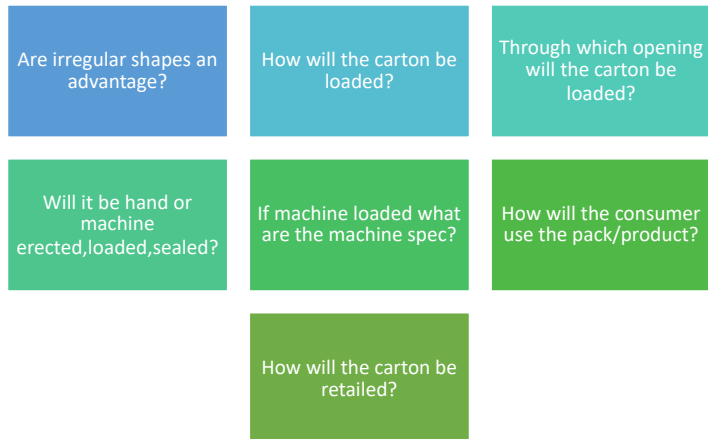 Are irregular shapes an
advantage?
How will the carton be
loaded?
Through which opening
will the carton be
loaded?
Will it be hand or
machine
erected,loaded,sealed?
If machine loaded what
are the machine spec?
How will the consumer
use the pack/product?
How will the carton be
retailed?